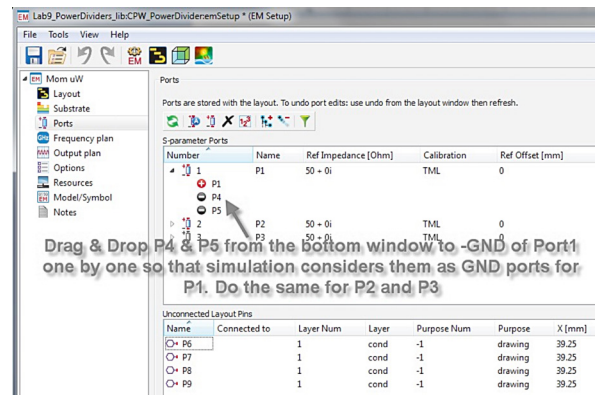 EM Lab9_PowerDividers_lib:CPW_PowerDivider:emSetup * (EM Setup)
File Tools View Help
EM
EM Mom uW
Layout
Substrate
Ports
GHz Frequency plan
Output plan
Options
Resources
EM Model/Symbol
Notes
Ports
Ports are stored with the layout. To undo port edits: use undo from the layout window then refresh.
S-parameter Ports
Number Name Ref Impedance [Ohm] Calibration Ref Offset [mm]
1 P1 50 + 0i TML 0
P1
P4
P5
2 P2 50 + 0i TML 0
3 P3 50 + 0i TML 0
Drag & Drop P4 & P5 from the bottom window to -GND of Port1
one by one so that simulation considers them as GND ports for
P1. Do the same for P2 and P3
Unconnected Layout Pins
Name Connected to Layer Num Layer Purpose Num Purpose X [mm]
P6 1 cond -1 drawing 39.25
P7 1 cond -1 drawing 39.25
P8 1 cond -1 drawing 39.25
P9 1 cond -1 drawing 39.25